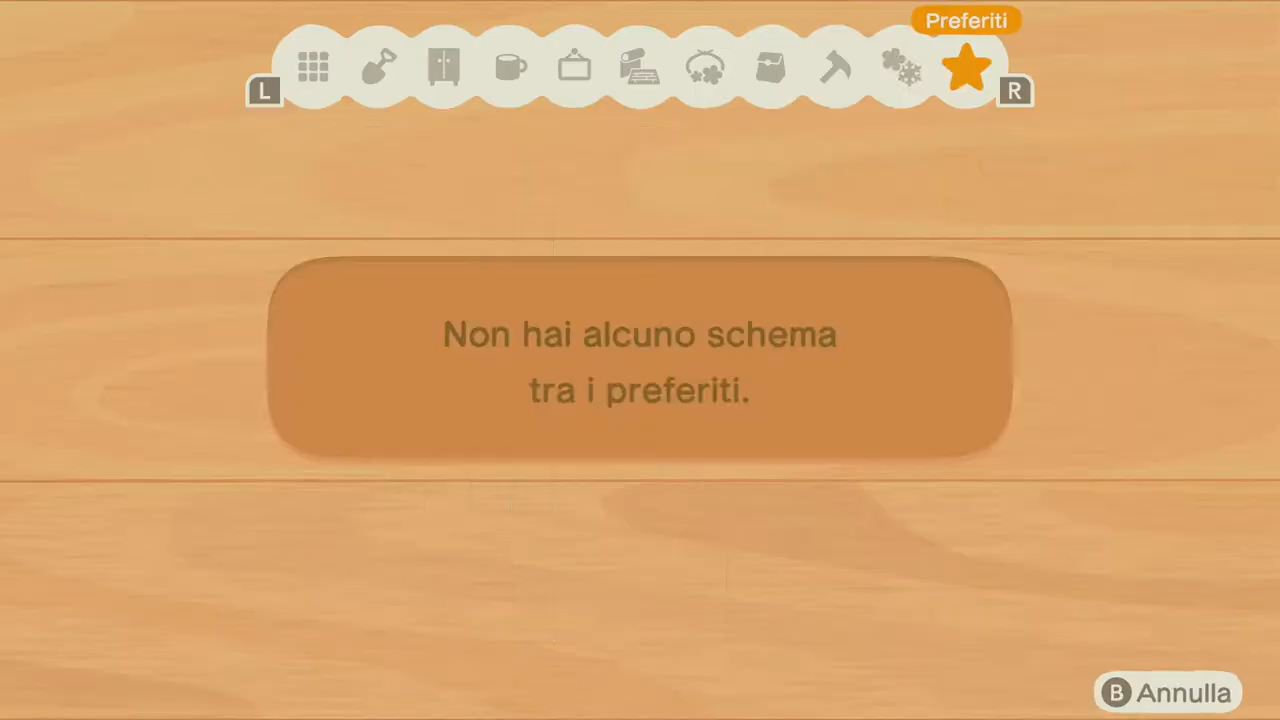 Preferiti
L
R
Non hai alcuno schema
tra i preferiti.
B Annulla